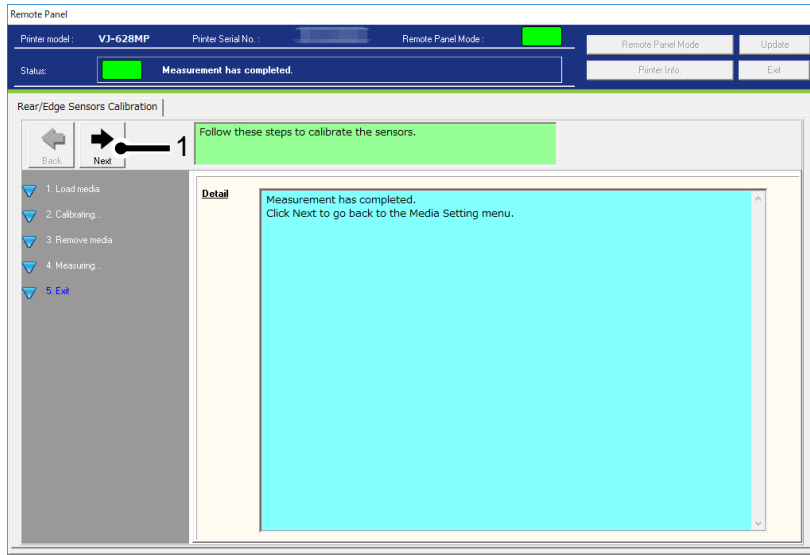 Remote Panel
Printer model : VJ-628MP Printer Serial No. : Remote Panel Mode :
Remote Panel Mode Update
Status: Measurement has completed.
Printer Info. Exit
Rear/Edge Sensors Calibration
Back Next
1
Follow these steps to calibrate the sensors.
1. Load media
2. Calibrating...
3. Remove media
4. Measuring...
5. Exit
Detail
Measurement has completed.
Click Next to go back to the Media Setting menu.